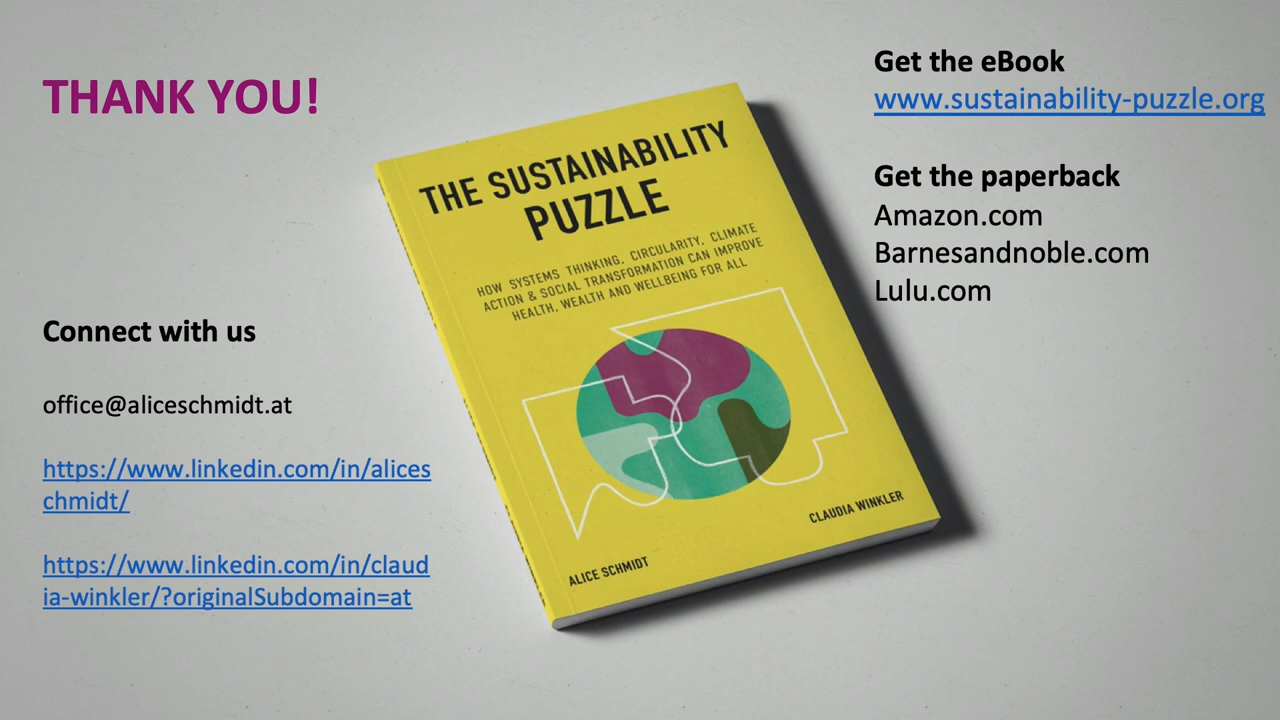 THANK YOU!
Connect with us
office@aliceschmidt.at
https://www.linkedin.com/in/alices
chmidt/
https://www.linkedin.com/in/claud
ia-winkler/?originalSubdomain=at
THE SUSTAINABILITY
PUZZLE
HOW SYSTEMS THINKING, CIRCULARITY, CLIMATE
ACTION & SOCIAL TRANSFORMATION CAN IMPROVE
HEALTH, WEALTH AND WELLBEING FOR ALL
ALICE SCHMIDT
CLAUDIA WINKLER
Get the eBook
www.sustainability-puzzle.org
Get the paperback
Amazon.com
Barnesandnoble.com
Lulu.com